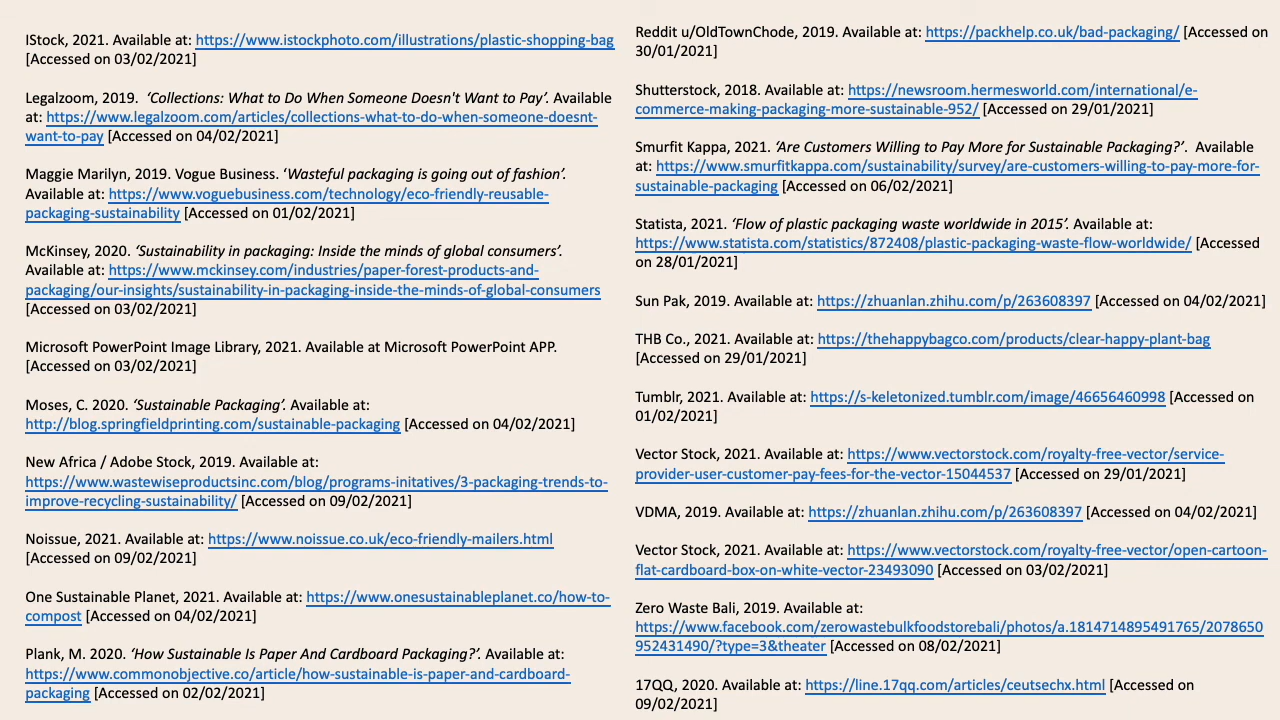 IStock, 2021. Available at: https://www.istockphoto.com/illustrations/plastic-shopping-bag
[Accessed on 03/02/2021]
Legalzoom, 2019. ‘Collections: What to Do When Someone Doesn't Want to Pay’. Available
at: https://www.legalzoom.com/articles/collections-what-to-do-when-someone-doesnt-
want-to-pay [Accessed on 04/02/2021]
Maggie Marilyn, 2019. Vogue Business. ‘Wasteful packaging is going out of fashion’.
Available at: https://www.voguebusiness.com/technology/eco-friendly-reusable-
packaging-sustainability [Accessed on 01/02/2021]
McKinsey, 2020. ‘Sustainability in packaging: Inside the minds of global consumers’.
Available at: https://www.mckinsey.com/industries/paper-forest-products-and-
packaging/our-insights/sustainability-in-packaging-inside-the-minds-of-global-consumers
[Accessed on 03/02/2021]
Microsoft PowerPoint Image Library, 2021. Available at Microsoft PowerPoint APP.
[Accessed on 03/02/2021]
Moses, C. 2020. ‘Sustainable Packaging’. Available at:
http://blog.springfieldprinting.com/sustainable-packaging [Accessed on 04/02/2021]
New Africa / Adobe Stock, 2019. Available at:
https://www.wastewiseproductsinc.com/blog/programs-initatives/3-packaging-trends-to-
improve-recycling-sustainability/ [Accessed on 09/02/2021]
Noissue, 2021. Available at: https://www.noissue.co.uk/eco-friendly-mailers.html
[Accessed on 09/02/2021]
One Sustainable Planet, 2021. Available at: https://www.onesustainableplanet.co/how-to-
compost [Accessed on 04/02/2021]
Plank, M. 2020. ‘How Sustainable Is Paper And Cardboard Packaging?’. Available at:
https://www.commonobjective.co/article/how-sustainable-is-paper-and-cardboard-
packaging [Accessed on 02/02/2021]
Reddit u/OldTownChode, 2019. Available at: https://packhelp.co.uk/bad-packaging/ [Accessed on
30/01/2021]
Shutterstock, 2018. Available at: https://newsroom.hermesworld.com/international/e-
commerce-making-packaging-more-sustainable-952/ [Accessed on 29/01/2021]
Smurfit Kappa, 2021. ‘Are Customers Willing to Pay More for Sustainable Packaging?’. Available
at: https://www.smurfitkappa.com/sustainability/survey/are-customers-willing-to-pay-more-for-
sustainable-packaging [Accessed on 06/02/2021]
Statista, 2021. ‘Flow of plastic packaging waste worldwide in 2015’. Available at:
https://www.statista.com/statistics/872408/plastic-packaging-waste-flow-worldwide/ [Accessed
on 28/01/2021]
Sun Pak, 2019. Available at: https://zhuanlan.zhihu.com/p/263608397 [Accessed on 04/02/2021]
THB Co., 2021. Available at: https://thehappybagco.com/products/clear-happy-plant-bag
[Accessed on 29/01/2021]
Tumblr, 2021. Available at: https://s-keletonized.tumblr.com/image/46656460998 [Accessed on
01/02/2021]
Vector Stock, 2021. Available at: https://www.vectorstock.com/royalty-free-vector/service-
provider-user-customer-pay-fees-for-the-vector-15044537 [Accessed on 29/01/2021]
VDMA, 2019. Available at: https://zhuanlan.zhihu.com/p/263608397 [Accessed on 04/02/2021]
Vector Stock, 2021. Available at: https://www.vectorstock.com/royalty-free-vector/open-cartoon-
flat-cardboard-box-on-white-vector-23493090 [Accessed on 03/02/2021]
Zero Waste Bali, 2019. Available at:
https://www.facebook.com/zerowastebulkfoodstorebali/photos/a.1814714895491765/2078650
952431490/?type=3&theater [Accessed on 08/02/2021]
17QQ, 2020. Available at: https://line.17qq.com/articles/ceutsechx.html [Accessed on
09/02/2021]